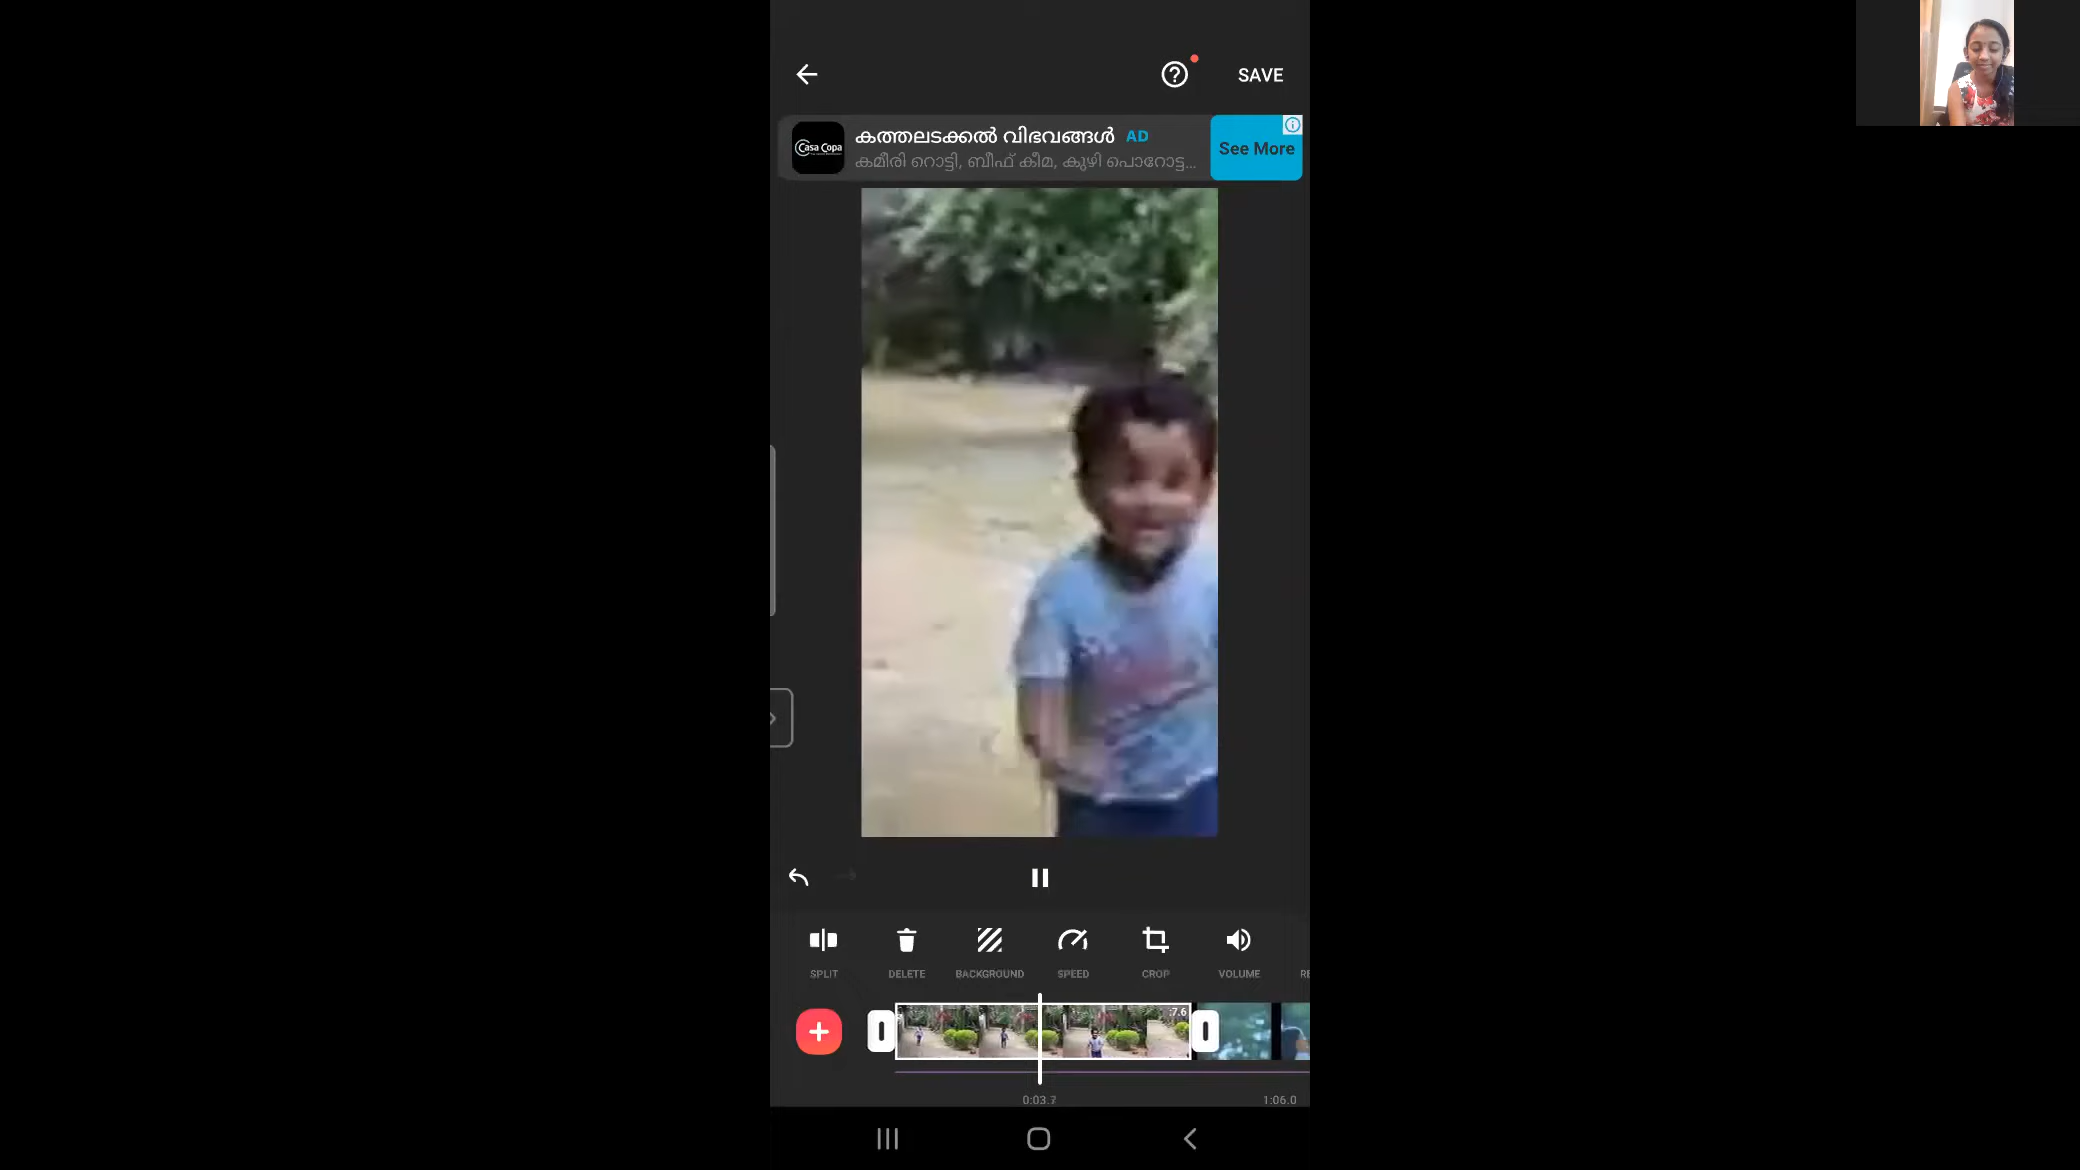 SAVE
Casa Copa
കത്തലടക്കൽ വിഭവങ്ങൾ AD
കമീരി റൊട്ടി, ബീഫ് കീമ, കുഴി പൊറോട്ട...
See More
SPLIT
DELETE
BACKGROUND
SPEED
CROP
VOLUME
RE
:7.6
0:03.7
1:06.0